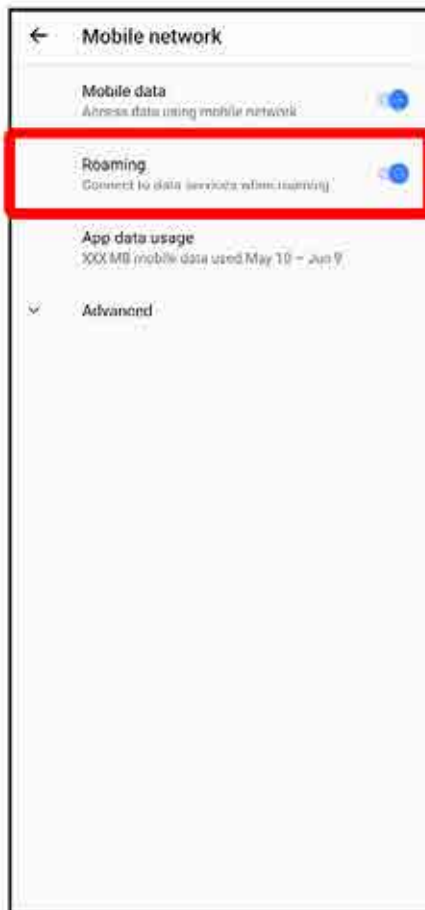 Mobile network
Mobile data
Access data using mobile network
Roaming
Connect to data services when roaming
App data usage
XXX MB mobile data used May 10 – Jun 9
Advanced